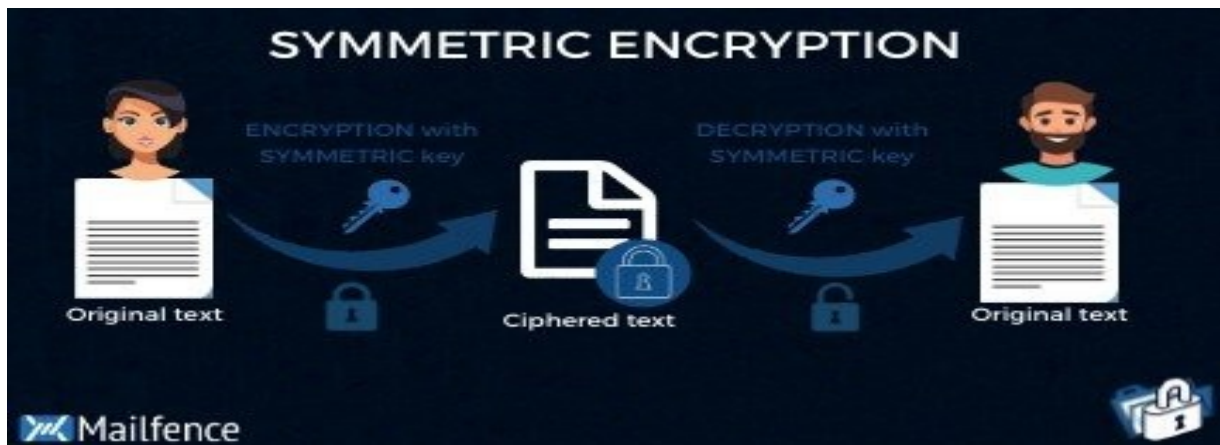 SYMMETRIC ENCRYPTION
ENCRYPTION with
SYMMETRIC key
DECRYPTION with
SYMMETRIC key
Original text
Ciphered text
Original text
Mailfence